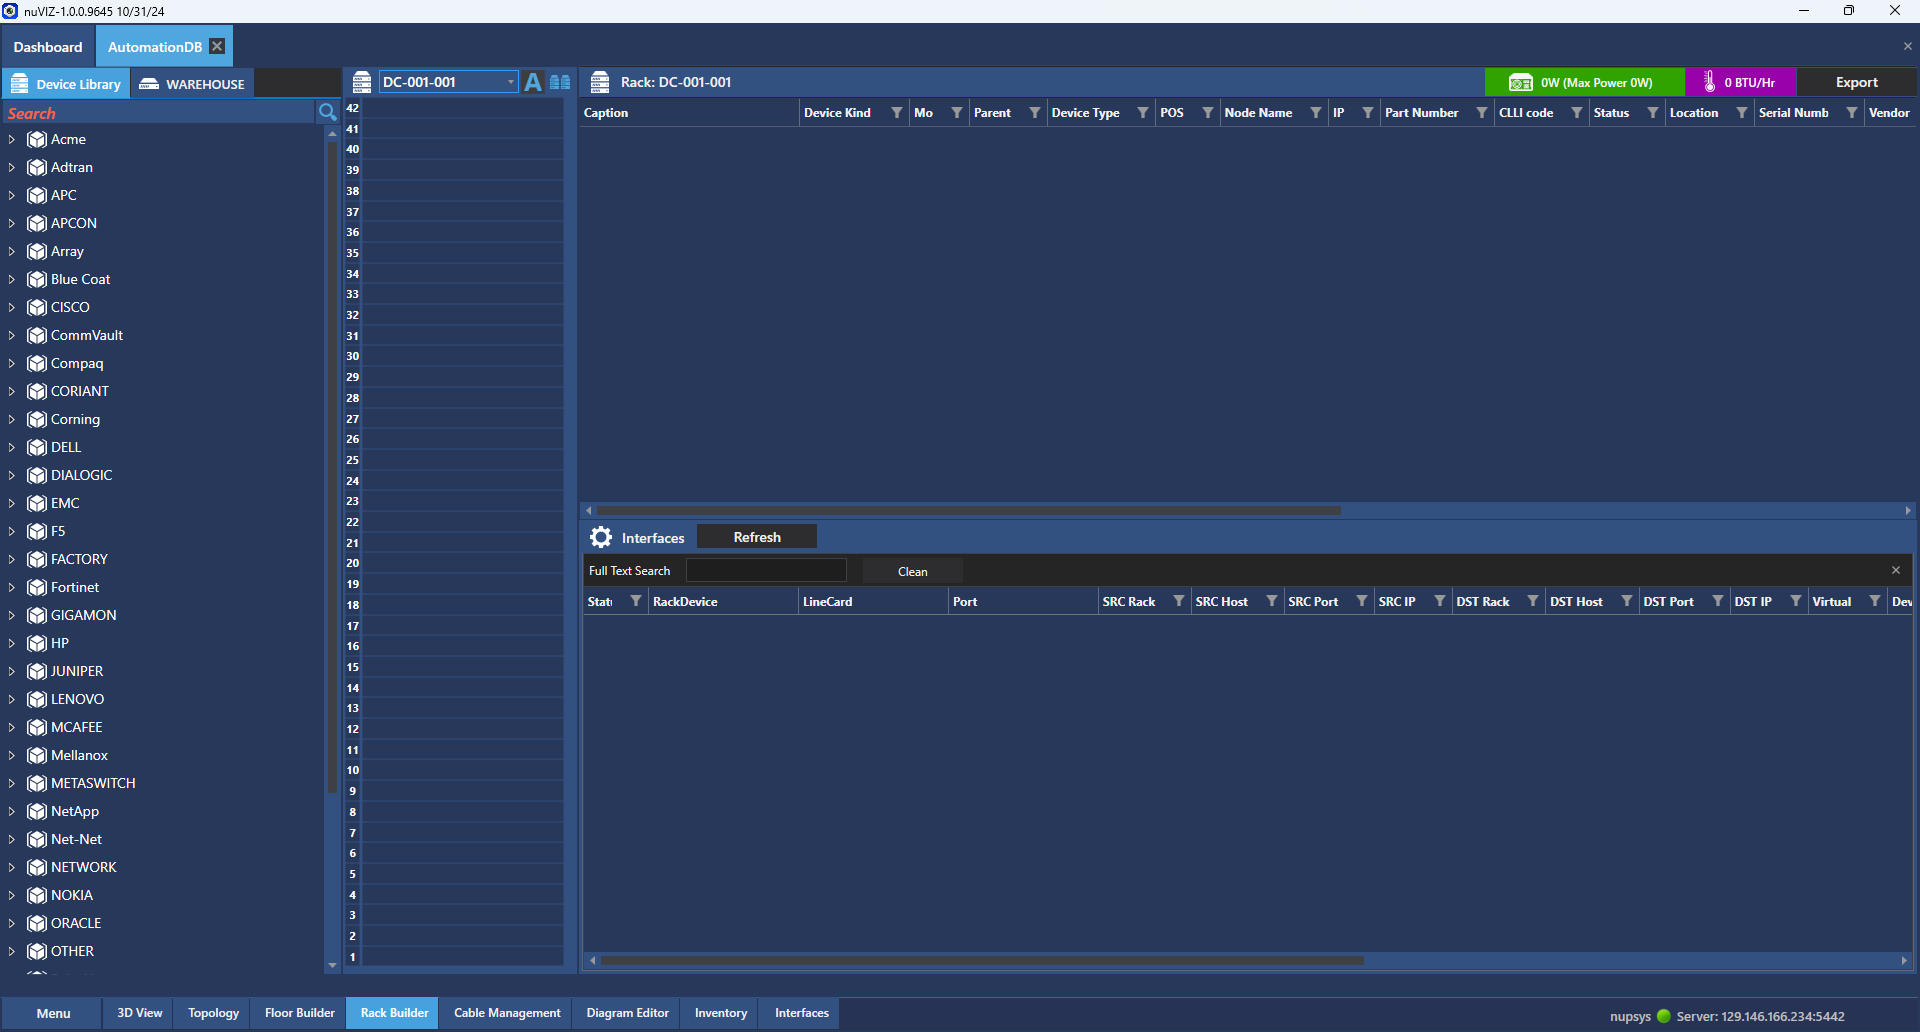 nuVIZ-1.0.0.9645 10/31/24
Dashboard AutomationDB
Device Library WAREHOUSE DC-001-001 A Rack: DC-001-001 0W (Max Power 0W) 0 BTU/Hr Export
Search
Caption Device Kind Mo Parent Device Type POS Node Name IP Part Number CLLI code Status Location Serial Numb Vendor
Acme
Adtran
APC
APCON
Array
Blue Coat
CISCO
CommVault
Compaq
CORIANT
Corning
DELL
DIALOGIC
EMC
F5
FACTORY
Fortinet
GIGAMON
HP
JUNIPER
LENOVO
MCAFEE
Mellanox
METASWITCH
NetApp
Net-Net
NETWORK
NOKIA
ORACLE
OTHER
42
41
40
39
38
37
36
35
34
33
32
31
30
29
28
27
26
25
24
23
22
21
20
19
18
17
16
15
14
13
12
11
10
9
8
7
6
5
4
3
2
1
Interfaces Refresh
Full Text Search Clean
Stat RackDevice LineCard Port SRC Rack SRC Host SRC Port SRC IP DST Rack DST Host DST Port DST IP Virtual Dev
Menu 3D View Topology Floor Builder Rack Builder Cable Management Diagram Editor Inventory Interfaces
nupsys Server: 129.146.166.234:5442